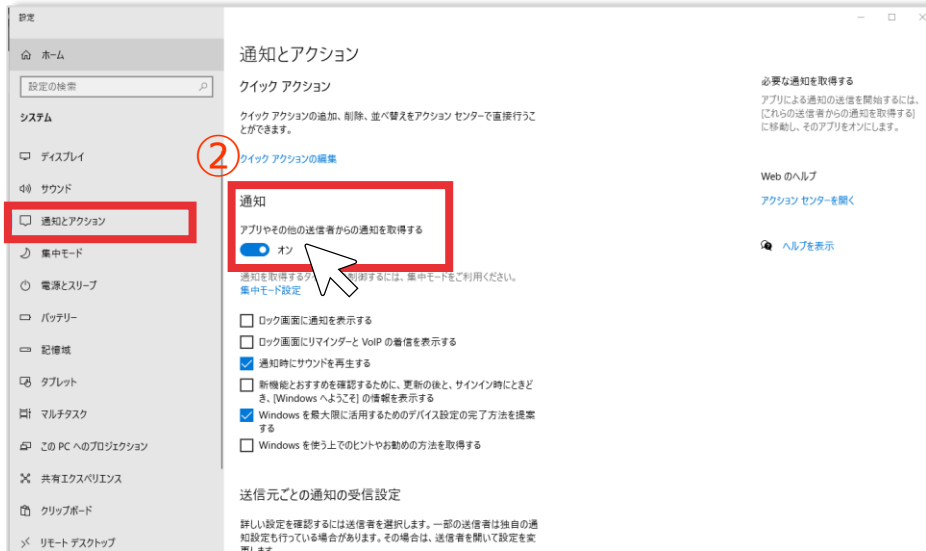 設定
ホーム
設定の検索
システム
ディスプレイ
サウンド
通知とアクション
集中モード
電源とスリープ
バッテリー
記憶域
タブレット
マルチタスク
この PC へのプロジェクション
共有エクスペリエンス
クリップボード
リモート デスクトップ
通知とアクション
クイック アクション
クイック アクションの追加、削除、並べ替えをアクション センターで直接行うこ
とができます。
②
クイック アクションの編集
通知
アプリやその他の送信者からの通知を取得する
オン
通知を取得する
制御するには、集中モードをご利用ください。
集中モード設定
ロック画面に通知を表示する
ロック画面にリマインダーと VoIP の着信を表示する
通知時にサウンドを再生する
新機能とおすすめを確認するために、更新の後と、サインイン時にときど
き、[Windows へようこそ] の情報を表示する
Windows を最大限に活用するためのデバイス設定の完了方法を提案
する
Windows を使う上でのヒントやお勧めの方法を取得する
送信元ごとの通知の受信設定
詳しい設定を確認するには送信者を選択します。一部の送信者は独自の通
知設定も行っている場合があります。その場合は、送信者を開いて設定を変
更します。
必要な通知を取得する
アプリによる通知の送信を開始するには、
[これらの送信者からの通知を取得する]
に移動し、そのアプリをオンにします。
Web のヘルプ
アクション センターを開く
ヘルプを表示